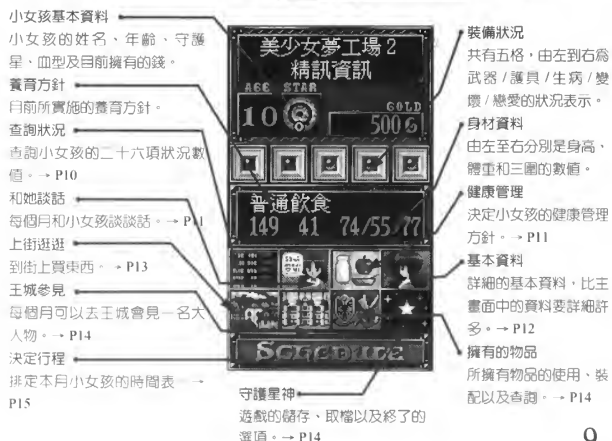 小女孩基本資料
小女孩的姓名、年齡、守護
星、血型及目前擁有的錢。
養育方針
目前所實施的養育方針。
查詢狀況
查詢小女孩的二十六項狀況數
值。→ P10
和她談話
每個月和小女孩談談話。→ P11
上街逛逛
到街上買東西。→ P13
王城參見
每個月可以去王城會見一名大
人物。→ P14
決定行程
排定本月小女孩的時間表 →
P15
美少女夢工場2
精訊資訊
AGE STAR
10
GOLD
500G
普通飲食
149 41 74/55/77
SCHEDULE
守護星神
遊戲的儲存、取檔以及終了的
選項。→ P14
裝備狀況
共有五格，由左到右為
武器/護具/生病/變
壞/戀愛的狀況表示。
身材資料
由左至右分別是身高、
體重和三圍的數值。
健康管理
決定小女孩的健康管理
方針。→ P11
基本資料
詳細的基本資料，比主
畫面中的資料要詳細許
多。→ P12
擁有的物品
所擁有物品的使用、裝
配以及查詢。→ P14
9